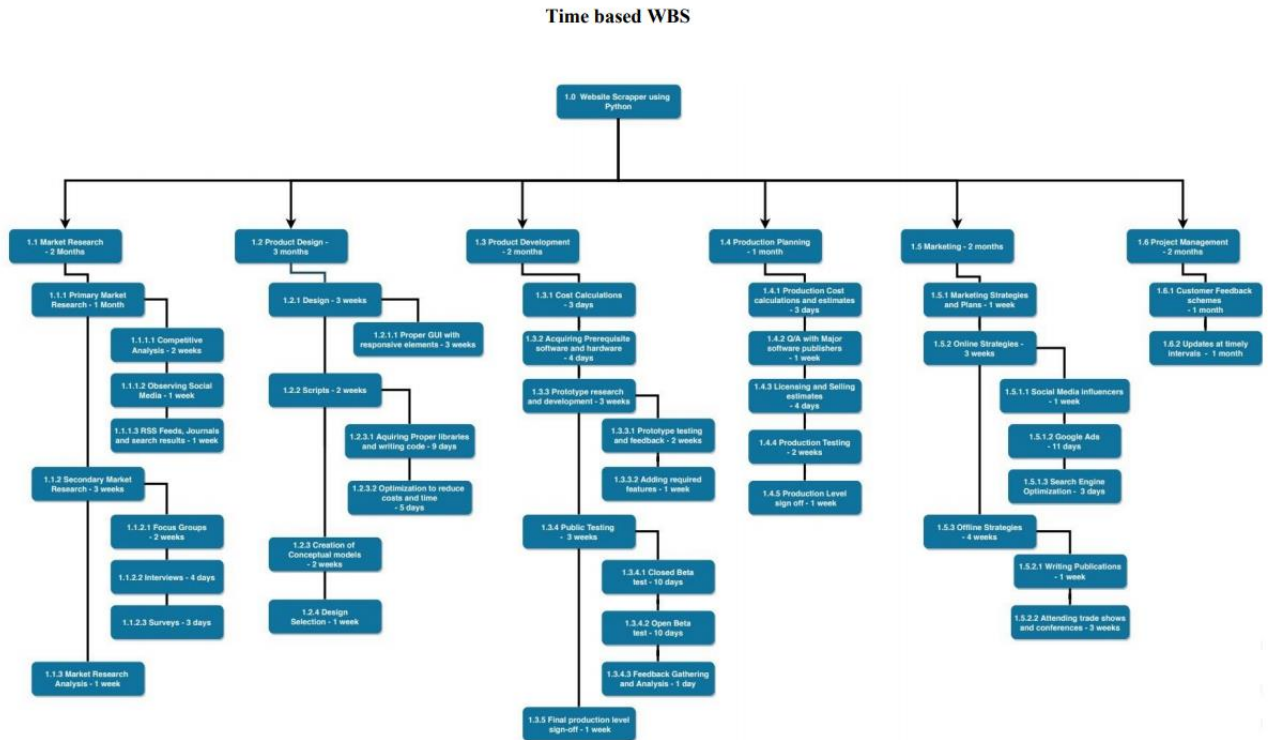 Time based WBS
1.0 Website Scrapper using
Python
1.1 Market Research
- 2 Months
1.2 Product Design -
3 months
1.3 Product Development
- 2 months
1.4 Production Planning
- 1 month
1.5 Marketing - 2 months
1.6 Project Management
- 2 months
1.1.1 Primary Market
Research - 1 Month
1.1.1.1 Competitive
Analysis - 2 weeks
1.1.1.2 Observing Social
Media - 1 week
1.1.1.3 RSS Feeds, Journals
and search results - 1 week
1.1.2 Secondary Market
Research - 3 weeks
1.1.2.1 Focus Groups
- 2 weeks
1.1.2.2 Interviews - 4 days
1.1.2.3 Surveys - 3 days
1.1.3 Market Research
Analysis - 1 week
1.2.1 Design - 3 weeks
1.2.1.1 Proper GUI with
responsive elements - 3 weeks
1.2.2 Scripts - 2 weeks
1.2.3.1 Aquiring Proper libraries
and writing code - 9 days
1.2.3.2 Optimization to reduce
costs and time
- 5 days
1.2.3 Creation of
Conceptual models
- 2 weeks
1.2.4 Design
Selection - 1 week
1.3.1 Cost Calculations
- 3 days
1.3.2 Acquiring Prerequisite
software and hardware
- 4 days
1.3.3 Prototype research
and development - 3 weeks
1.3.3.1 Prototype testing
and feedback - 2 weeks
1.3.3.2 Adding required
features - 1 week
1.3.4 Public Testing
- 3 weeks
1.3.4.1 Closed Beta
test - 10 days
1.3.4.2 Open Beta
test - 10 days
1.3.4.3 Feedback Gathering
and Analysis - 1 day
1.3.5 Final production level
sign-off - 1 week
1.4.1 Production Cost
calculations and estimates
- 3 days
1.4.2 Q/A with Major
software publishers
- 1 week
1.4.3 Licensing and Selling
estimates
- 4 days
1.4.4 Production Testing
- 2 weeks
1.4.5 Production Level
sign off - 1 week
1.5.1 Marketing Strategies
and Plans - 1 week
1.5.2 Online Strategies -
3 weeks
1.5.1.1 Social Media influencers
- 1 week
1.5.1.2 Google Ads
- 11 days
1.5.1.3 Search Engine
Optimization - 3 days
1.5.3 Offline Strategies
- 4 weeks
1.5.2.1 Writing Publications
- 1 week
1.5.2.2 Attending trade shows
and conferences - 3 weeks
1.6.1 Customer Feedback
schemes
- 1 month
1.6.2 Updates at timely
intervals - 1 month